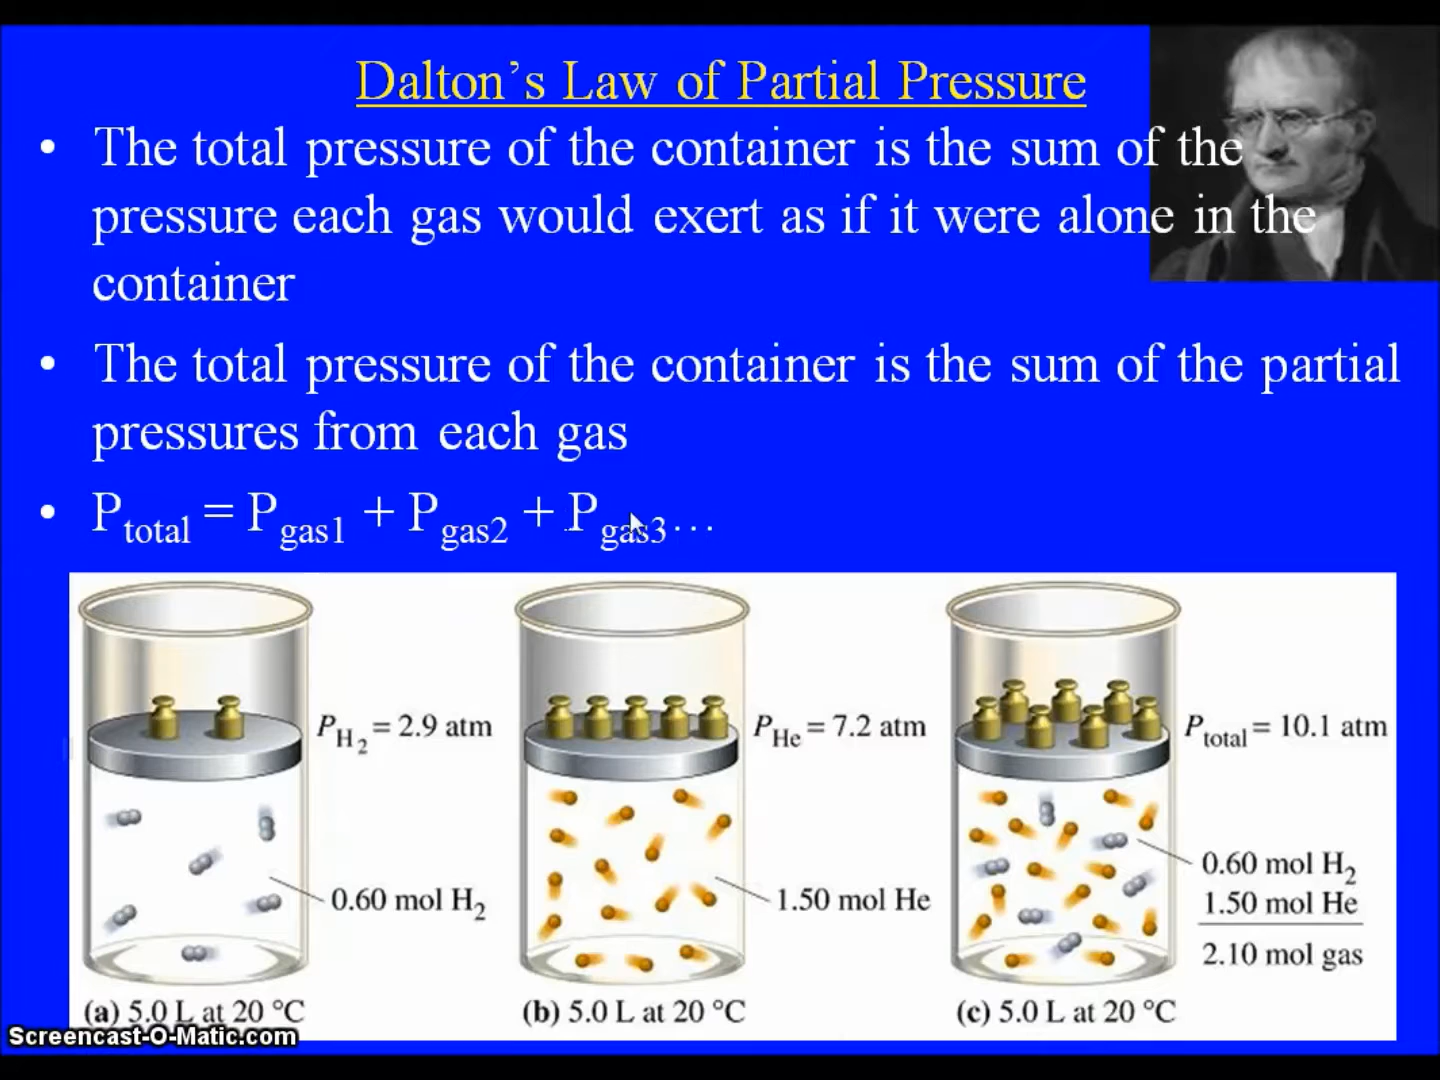 Dalton’s Law of Partial Pressure
• The total pressure of the container is the sum of the
pressure each gas would exert as if it were alone in the
container
• The total pressure of the container is the sum of the partial
pressures from each gas
• P_total = P_gas1 + P_gas2 + P_gas3…
P_H₂ = 2.9 atm
0.60 mol H₂
(a) 5.0 L at 20 °C
P_He = 7.2 atm
1.50 mol He
(b) 5.0 L at 20 °C
P_total = 10.1 atm
0.60 mol H₂
1.50 mol He
2.10 mol gas
(c) 5.0 L at 20 °C
Screencast-O-Matic.com